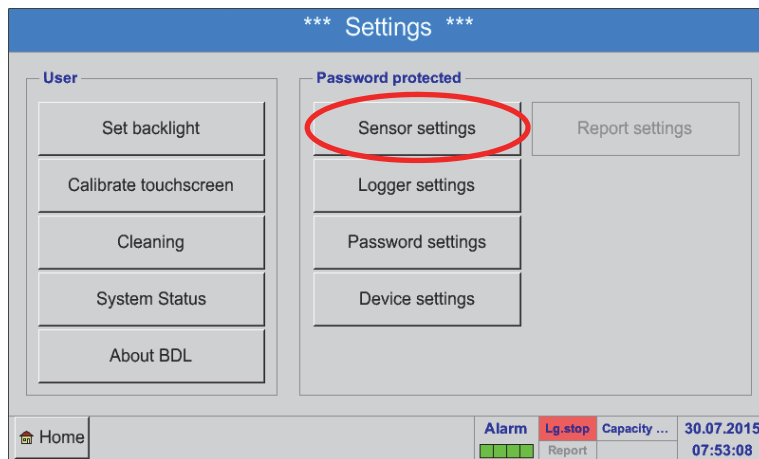 *** Settings ***
User
Set backlight
Calibrate touchscreen
Cleaning
System Status
About BDL
Password protected
Sensor settings
Report settings
Logger settings
Password settings
Device settings
Home
Alarm
Lg.stop
Capacity ...
30.07.2015
Report
07:53:08